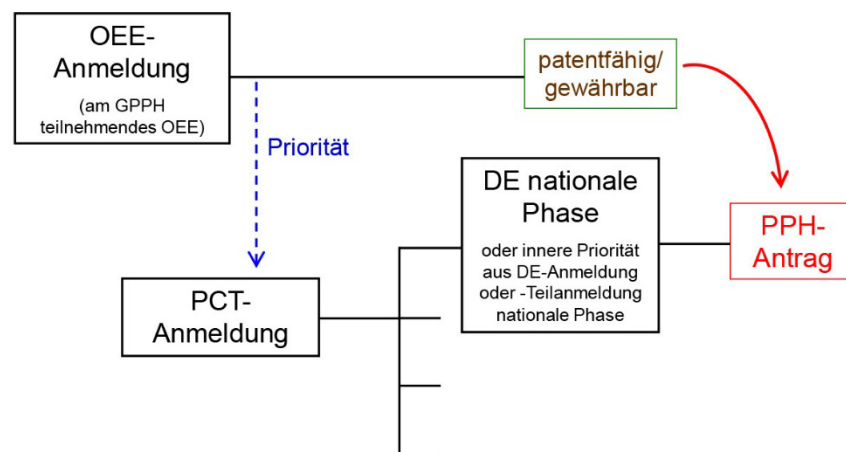 OEE-
Anmeldung
(am GPPH
teilnehmendes OEE)
patentfähig/
gewährbar
Priorität
DE nationale
Phase
oder innere Priorität
aus DE-Anmeldung
oder -Teilanmeldung
nationale Phase
PPH-
Antrag
PCT-
Anmeldung